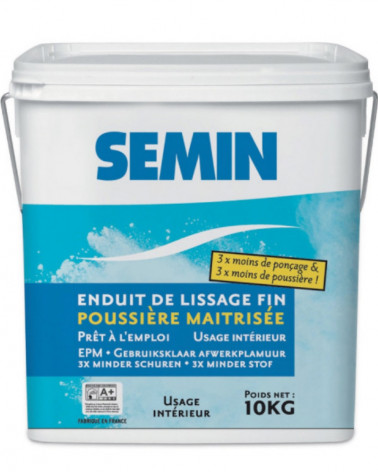 SEMIN
3 x moins de ponçage &
3 x moins de poussière !
ENDUIT DE LISSAGE FIN
POUSSIÈRE MAITRISÉE
PRÊT À L'EMPLOI USAGE INTÉRIEUR
EPM • GEBRUIKSKLAAR AFWERKPLAMUUR
3X MINDER SCHUREN • 3X MINDER STOF
A+
USAGE
INTÉRIEUR
POIDS NET :
10KG
FABRIQUÉ EN FRANCE